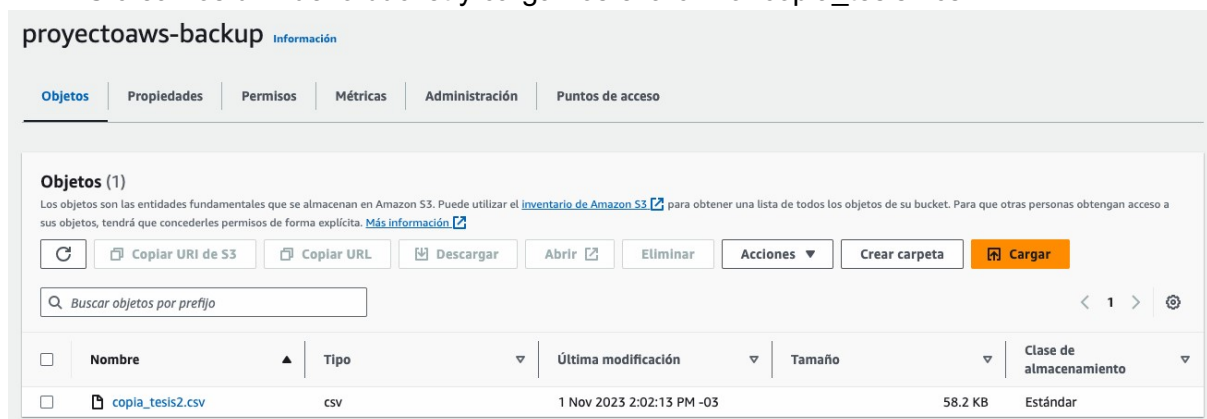 proyectoaws-backup Información
Objetos Propiedades Permisos Métricas Administración Puntos de acceso
Objetos (1)
Los objetos son las entidades fundamentales que se almacenan en Amazon S3. Puede utilizar el inventario de Amazon S3 para obtener una lista de todos los objetos de su bucket. Para que otras personas obtengan acceso a
sus objetos, tendrá que concederles permisos de forma explícita. Más información
Copiar URI de S3 Copiar URL Descargar Abrir Eliminar Acciones Crear carpeta Cargar
Buscar objetos por prefijo
1
Nombre Tipo Última modificación Tamaño Clase de
almacenamiento
copia_tesis2.csv csv 1 Nov 2023 2:02:13 PM -03 58.2 KB Estándar